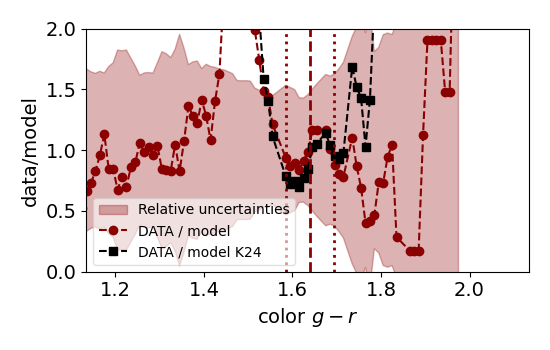 2.0
1.5
1.0
0.5
0.0
data/model
Relative uncertainties
DATA / model
DATA / model K24
1.2 1.4 1.6 1.8 2.0
color g − r